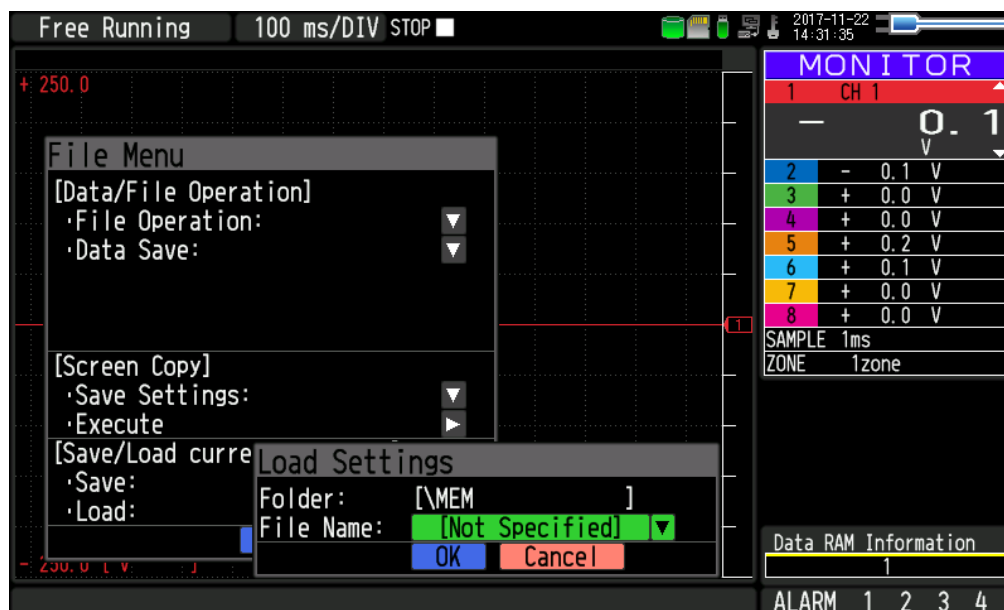 Free Running 100 ms/DIV STOP 2017-11-22
14:31:35
+ 250.0
MONITOR
1 CH 1
- 0. 1
V
2 - 0.1 V
3 + 0.0 V
4 + 0.0 V
5 + 0.2 V
6 + 0.1 V
7 + 0.0 V
8 + 0.0 V
SAMPLE 1ms
ZONE 1zone
1
File Menu
[Data/File Operation]
·File Operation:
·Data Save:
[Screen Copy]
·Save Settings:
·Execute
[Save/Load curre
·Save:
·Load:
Load Settings
Folder: [\MEM ]
File Name: [Not Specified]
OK Cancel
- 250.0 [ V ]
Data RAM Information
1
ALARM 1 2 3 4